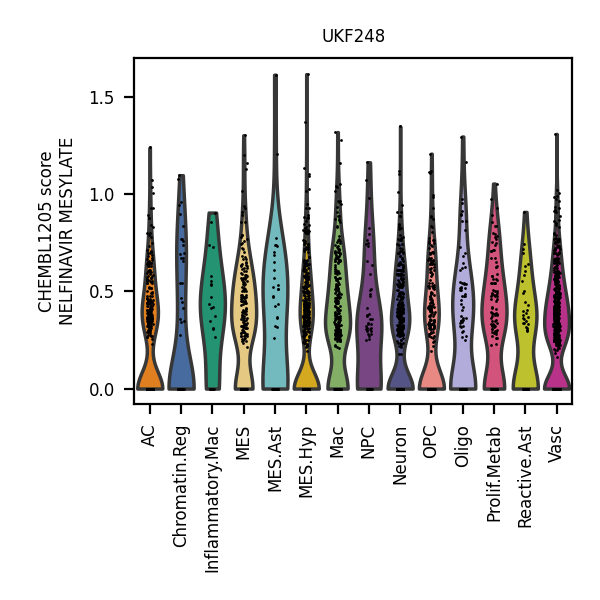 UKF248
CHEMBL1205 score
NELFINAVIR MESYLATE
1.5
1.0
0.5
0.0
AC
Chromatin.Reg
Inflammatory.Mac
MES
MES.Ast
MES.Hyp
Mac
NPC
Neuron
OPC
Oligo
Prolif.Metab
Reactive.Ast
Vasc